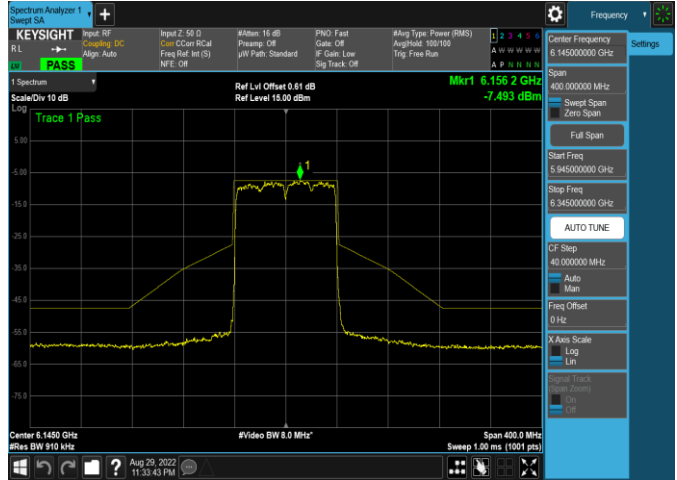 Spectrum Analyzer 1
Swept SA
Frequency
KEYSIGHT
Input: RF
Input Z: 50 Ω
#Atten: 16 dB
PNO: Fast
#Avg Type: Power (RMS)
1 2 3 4 5 6
RL
Coupling: DC
Corr CCorr RCal
Preamp: Off
Gate: Off
Avg|Hold: 100/100
A W W W W W
Align: Auto
Freq Ref: Int (S)
µW Path: Standard
IF Gain: Low
Trig: Free Run
LW
PASS
NFE: Off
Sig Track: Off
A P N N N N
1 Spectrum
Ref Lvl Offset 0.61 dB
Mkr1 6.156 2 GHz
Scale/Div 10 dB
Ref Level 15.00 dBm
-7.493 dBm
Log
Trace 1 Pass
1
5.00
-5.00
-15.0
-25.0
-35.0
-45.0
-55.0
-65.0
-75.0
Center 6.1450 GHz
#Video BW 8.0 MHz*
Span 400.0 MHz
#Res BW 910 kHz
Sweep 1.00 ms (1001 pts)
?
Aug 29, 2022
11:33:43 PM
Center Frequency
6.145000000 GHz
Settings
Span
400.000000 MHz
Swept Span
Zero Span
Full Span
Start Freq
5.945000000 GHz
Stop Freq
6.345000000 GHz
AUTO TUNE
CF Step
40.000000 MHz
Auto
Man
Freq Offset
0 Hz
X Axis Scale
Log
Lin
Signal Track
(Span Zoom)
On
Off